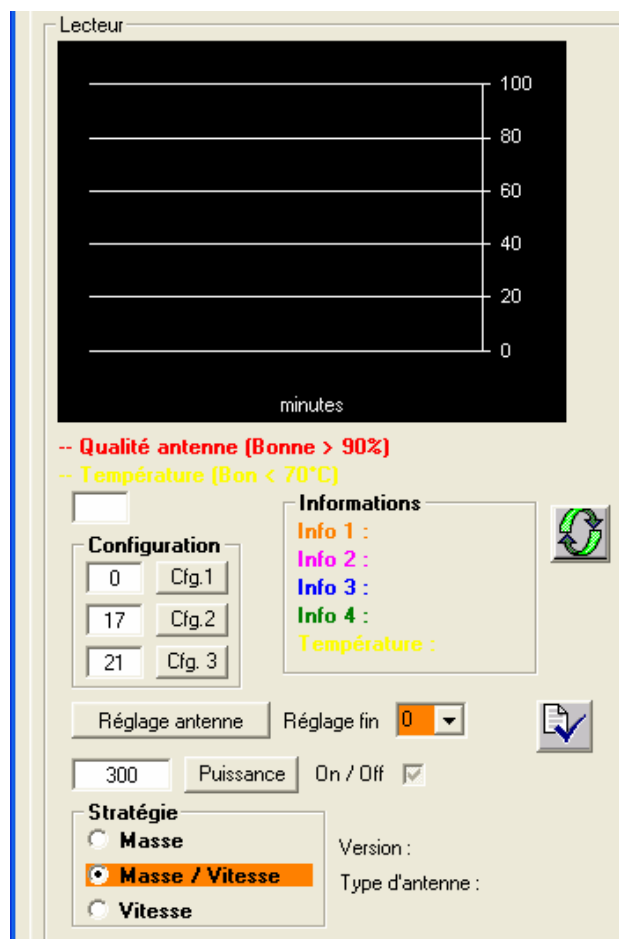 Lecteur
100
80
60
40
20
0
minutes
-- Qualité antenne (Bonne > 90%)
-- Température (Bon < 70°C)
Informations
Info 1 :
Info 2 :
Info 3 :
Info 4 :
Température :
Configuration
0 Cfg.1
17 Cfg.2
21 Cfg. 3
Réglage antenne Réglage fin 0
300 Puissance On / Off
Stratégie
Masse
Masse / Vitesse
Vitesse
Version :
Type d'antenne :